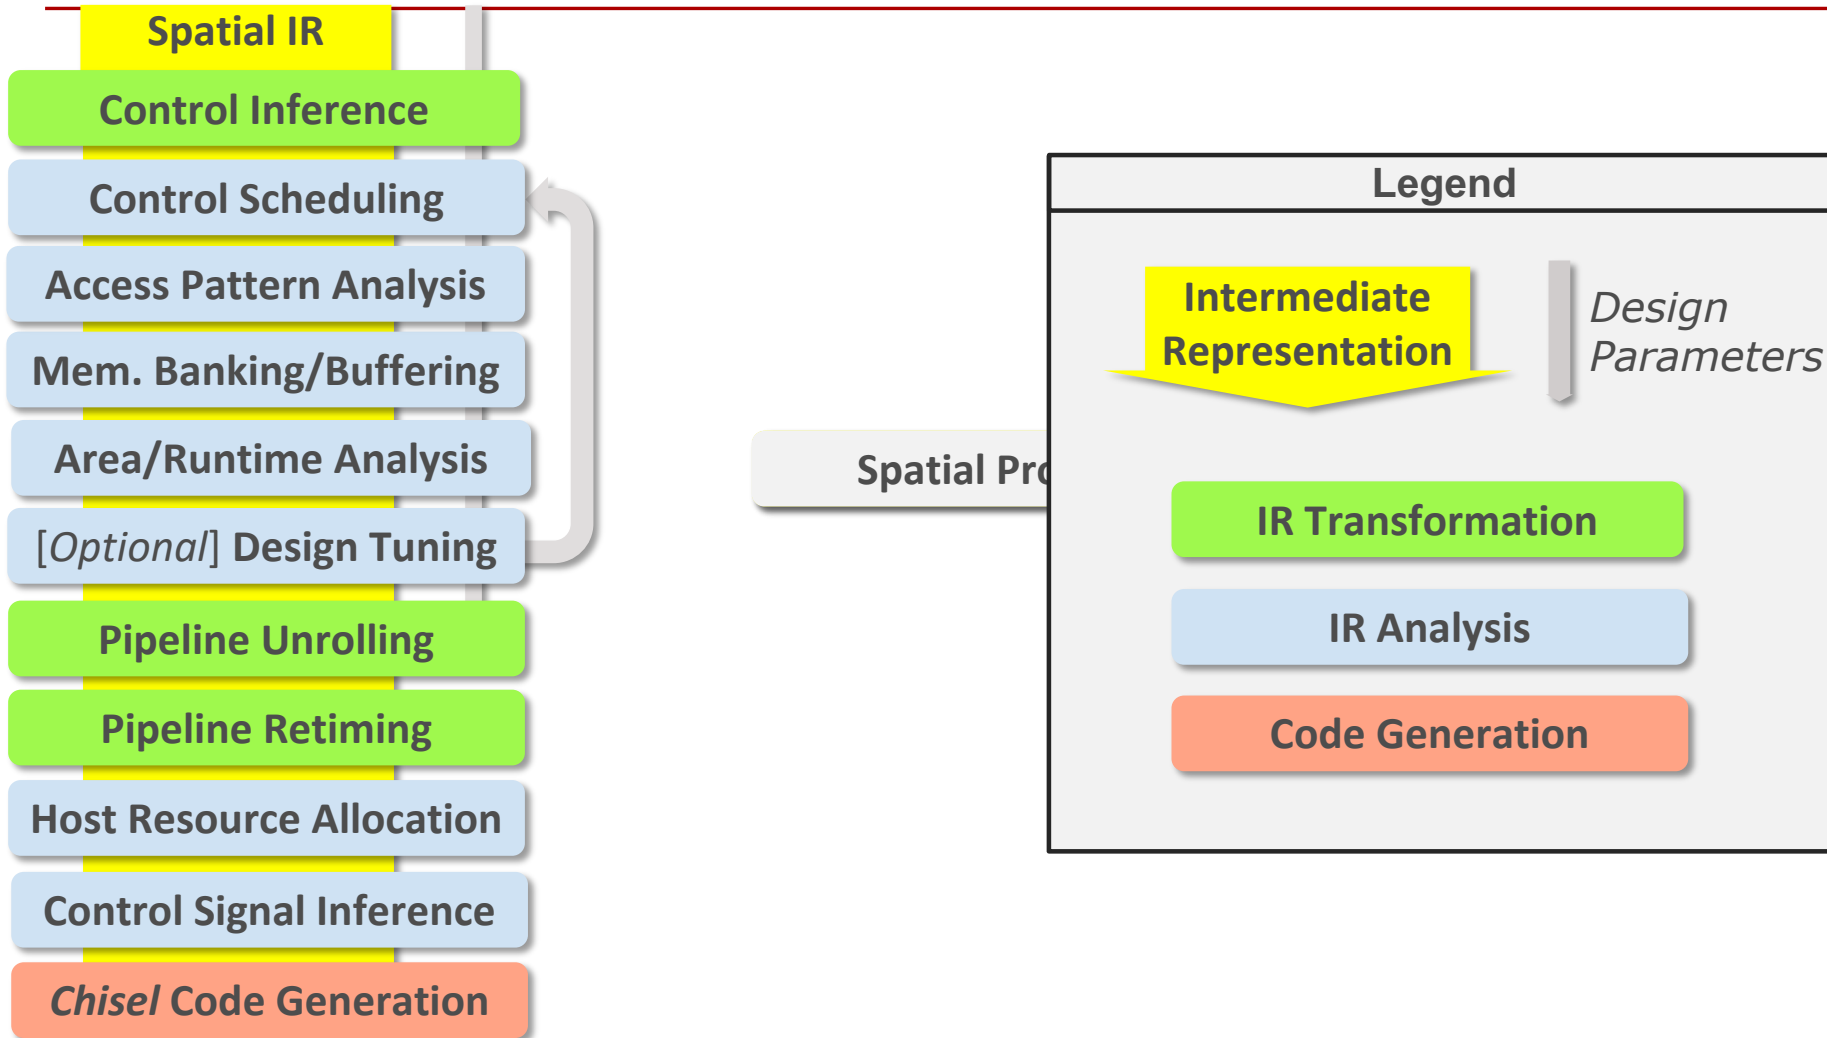 Spatial IR
Control Inference
Control Scheduling
Access Pattern Analysis
Mem. Banking/Buffering
Area/Runtime Analysis
[Optional] Design Tuning
Pipeline Unrolling
Pipeline Retiming
Host Resource Allocation
Control Signal Inference
Chisel Code Generation
Spatial
Legend
Intermediate
Representation
Design
Parameters
IR Transformation
IR Analysis
Code Generation